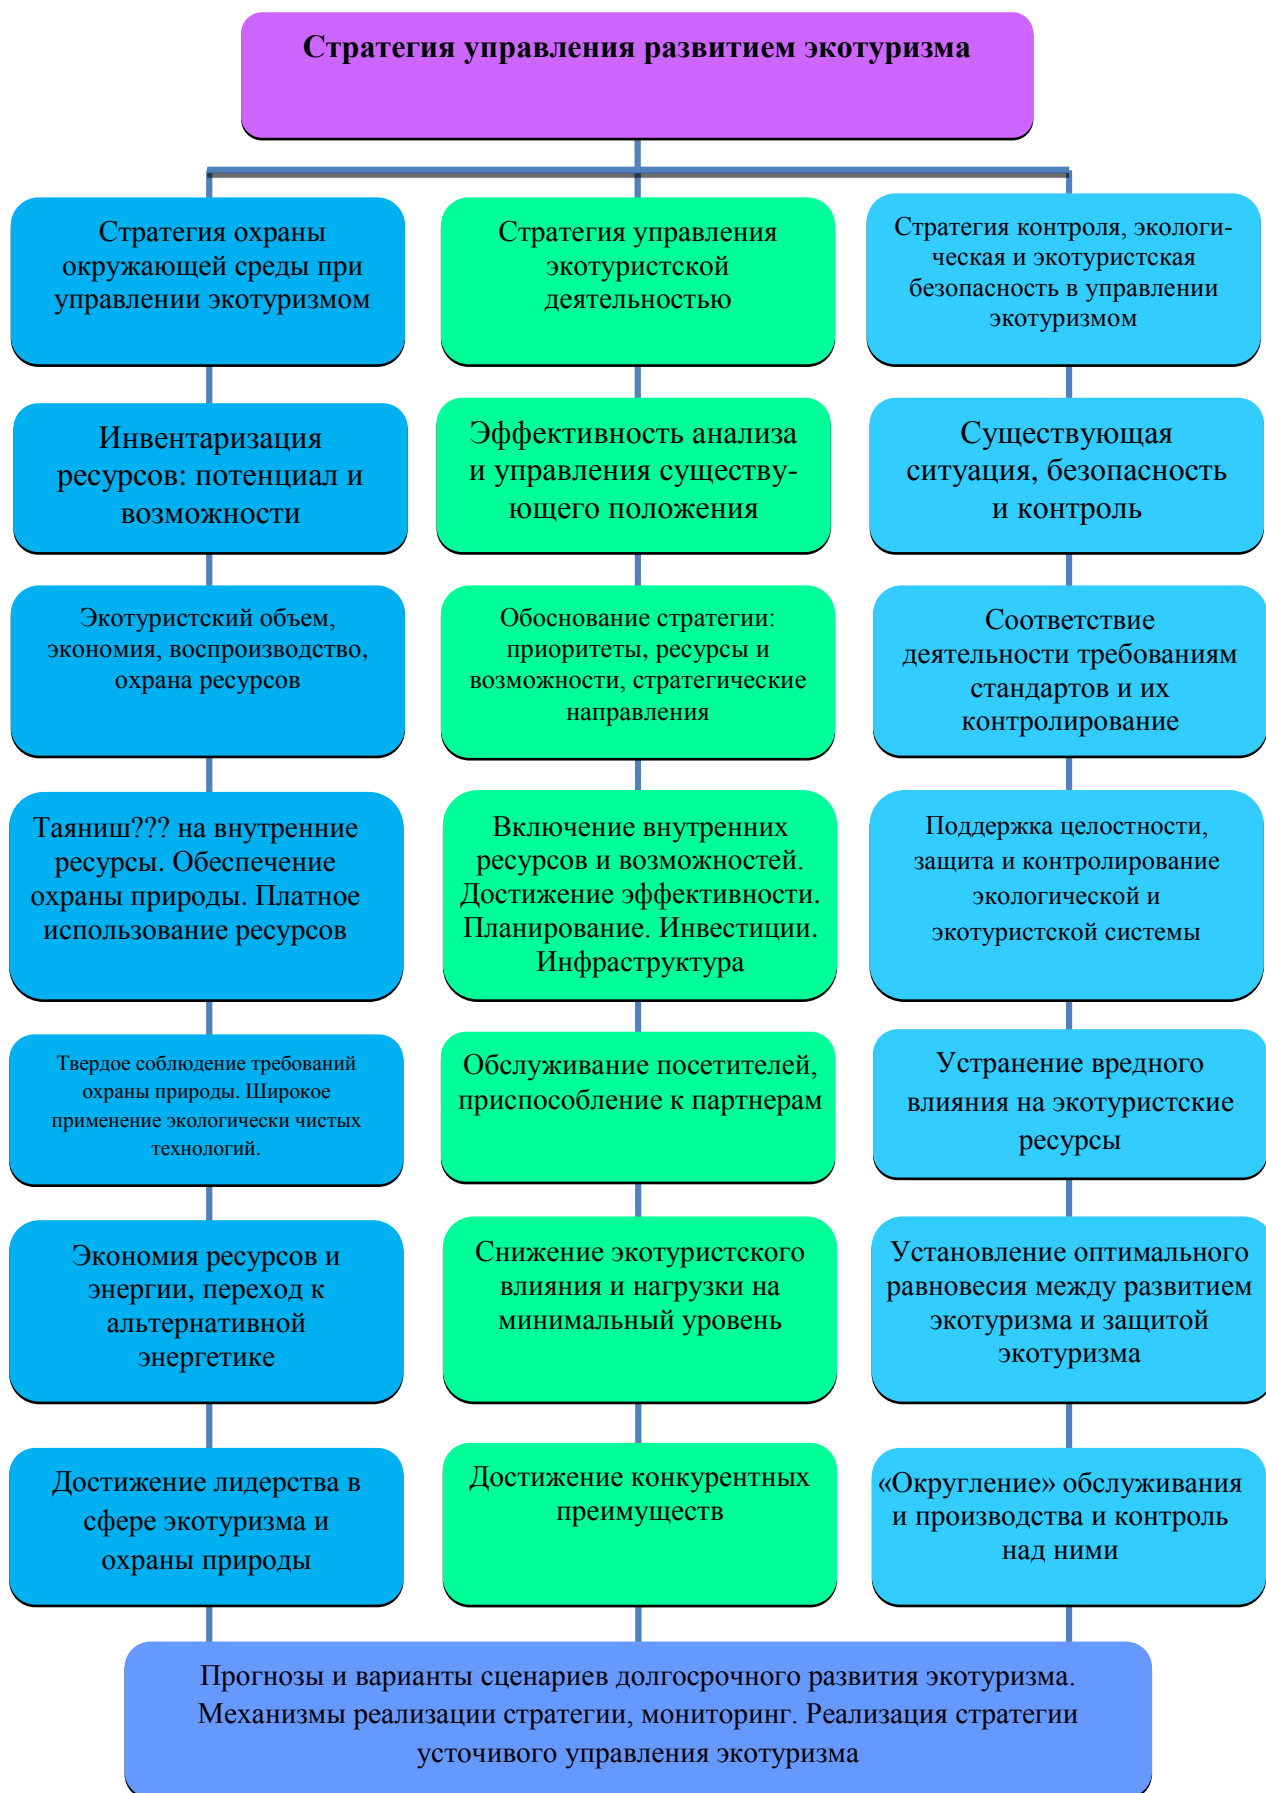 Стратегия управления развитием экотуризма
Стратегия охраны
окружающей среды при
управлении экотуризмом
Стратегия управления
экотуристской
деятельностью
Стратегия контроля, экологи-
ческая и экотуристская
безопасность в управлении
экотуризмом
Инвентаризация
ресурсов: потенциал и
возможности
Эффективность анализа
и управления существу-
ющего положения
Существующая
ситуация, безопасность
и контроль
Экотуристский объем,
экономия, воспроизводство,
охрана ресурсов
Обоснование стратегии:
приоритеты, ресурсы и
возможности, стратегические
направления
Соответствие
деятельности требованиям
стандартов и их
контролирование
Таяниш??? на внутренние
ресурсы. Обеспечение
охраны природы. Платное
использование ресурсов
Включение внутренних
ресурсов и возможностей.
Достижение эффективности.
Планирование. Инвестиции.
Инфраструктура
Поддержка целостности,
защита и контролирование
экологической и
экотуристской системы
Твердое соблюдение требований
охраны природы. Широкое
применение экологически чистых
технологий.
Обслуживание посетителей,
приспособление к партнерам
Устранение вредного
влияния на экотуристские
ресурсы
Экономия ресурсов и
энергии, переход к
альтернативной
энергетике
Снижение экотуристского
влияния и нагрузки на
минимальный уровень
Установление оптимального
равновесия между развитием
экотуризма и защитой
экотуризма
Достижение лидерства в
сфере экотуризма и
охраны природы
Достижение конкурентных
преимуществ
«Округление» обслуживания
и производства и контроль
над ними
Прогнозы и варианты сценариев долгосрочного развития экотуризма.
Механизмы реализации стратегии, мониторинг. Реализация стратегии
усточивого управления экотуризма